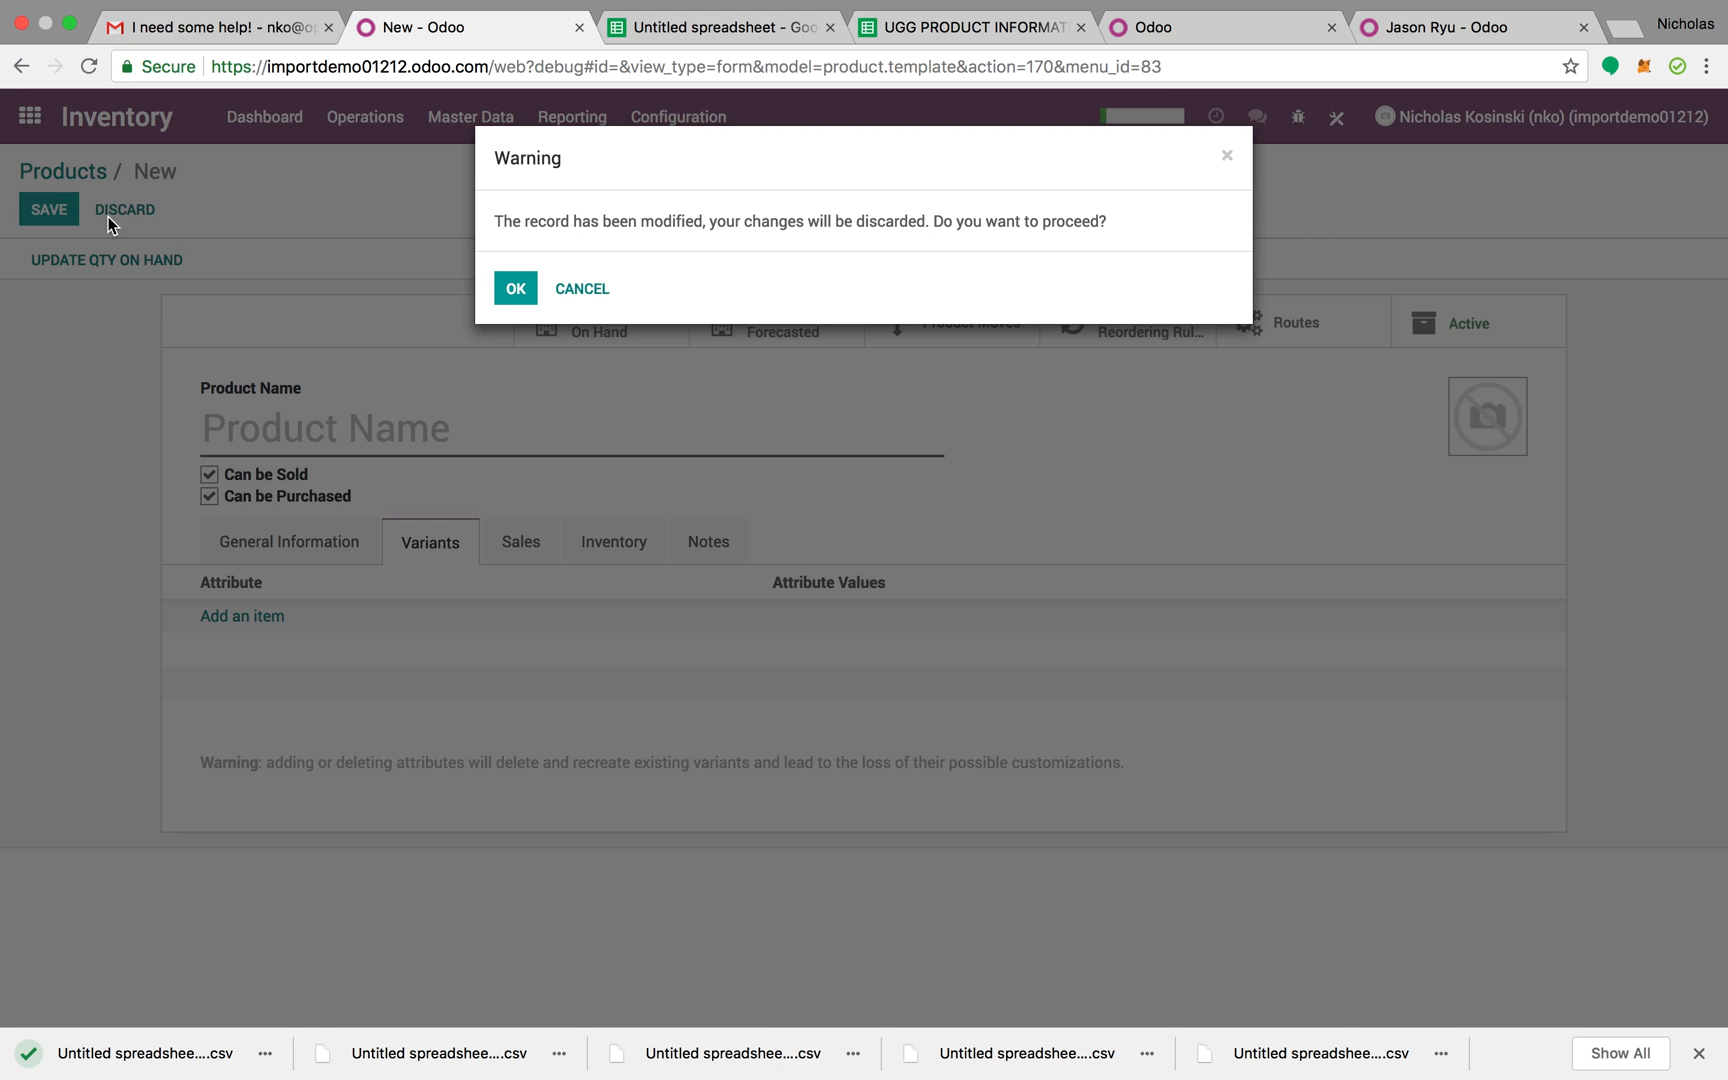 I need some help! - nko@o
New - Odoo
Untitled spreadsheet - Goo
UGG PRODUCT INFORMAT
Odoo
Jason Ryu - Odoo
Nicholas
Secure
https://importdemo01212.odoo.com/web?debug#id=&view_type=form&model=product.template&action=170&menu_id=83
Inventory
Dashboard
Operations
Master Data
Reporting
Configuration
Nicholas Kosinski (nko) (importdemo01212)
Products / New
SAVE
DISCARD
UPDATE QTY ON HAND
Warning
The record has been modified, your changes will be discarded. Do you want to proceed?
OK
CANCEL
On Hand
Forecasted
Product Moves
Reordering Rul...
Routes
Active
Product Name
Product Name
Can be Sold
Can be Purchased
General Information
Variants
Sales
Inventory
Notes
Attribute
Attribute Values
Add an item
Warning: adding or deleting attributes will delete and recreate existing variants and lead to the loss of their possible customizations.
Untitled spreadshee....csv
Untitled spreadshee....csv
Untitled spreadshee....csv
Untitled spreadshee....csv
Untitled spreadshee....csv
Show All